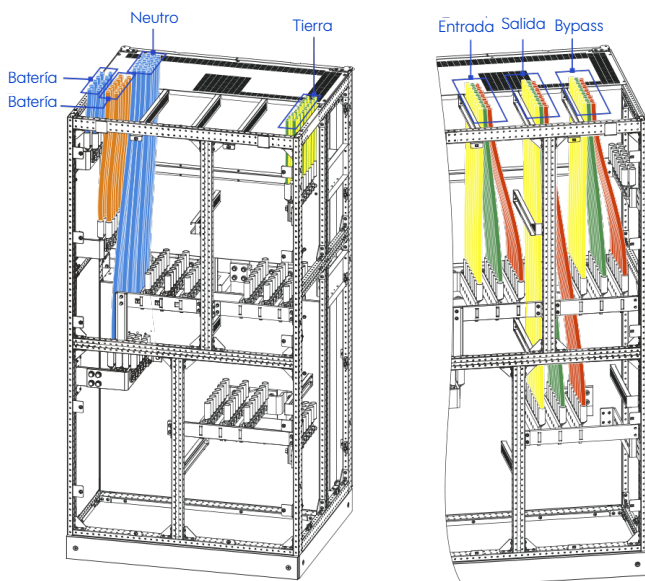 Neutro
Tierra
Batería
Batería
Entrada
Salida
Bypass